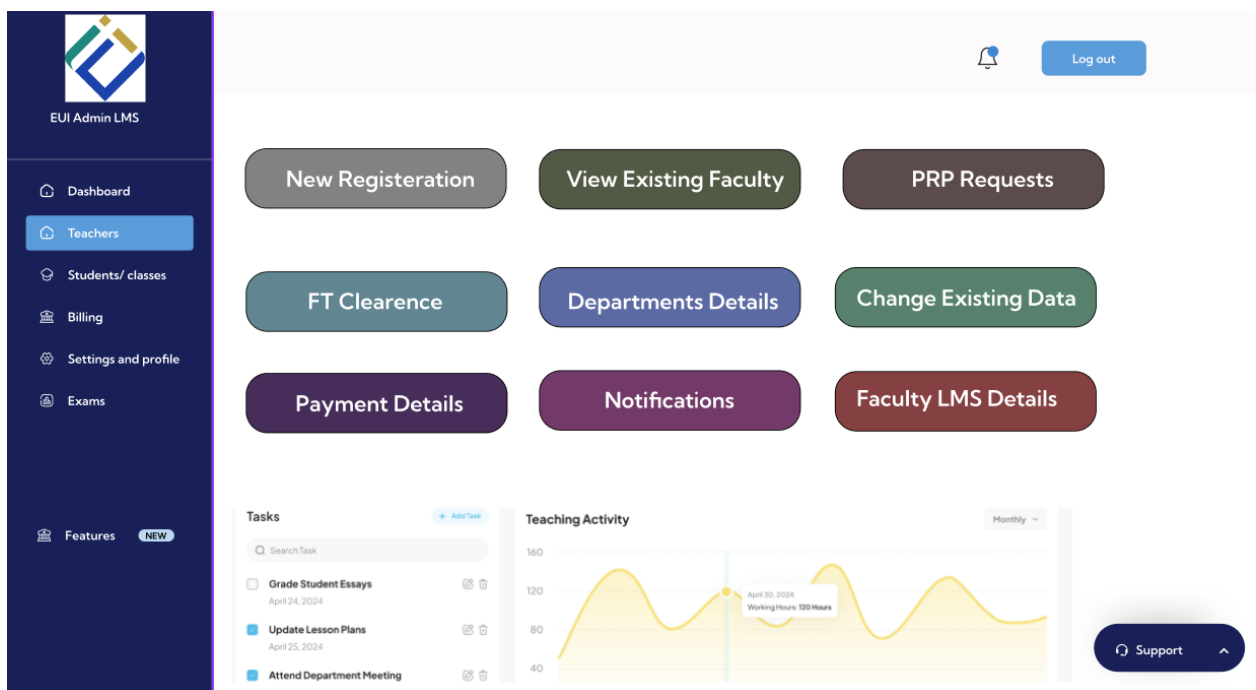 EUI Admin LMS
Dashboard
Teachers
Students/ classes
Billing
Settings and profile
Exams
Features NEW
Log out
New Registeration
View Existing Faculty
PRP Requests
FT Clearence
Departments Details
Change Existing Data
Payment Details
Notifications
Faculty LMS Details
Tasks
+ Add Task
Search Task
Grade Student Essays
April 24, 2024
Update Lesson Plans
April 25, 2024
Attend Department Meeting
Teaching Activity
Monthly
160
120
80
40
April 30, 2024
Working Hours: 120 Hours
Support